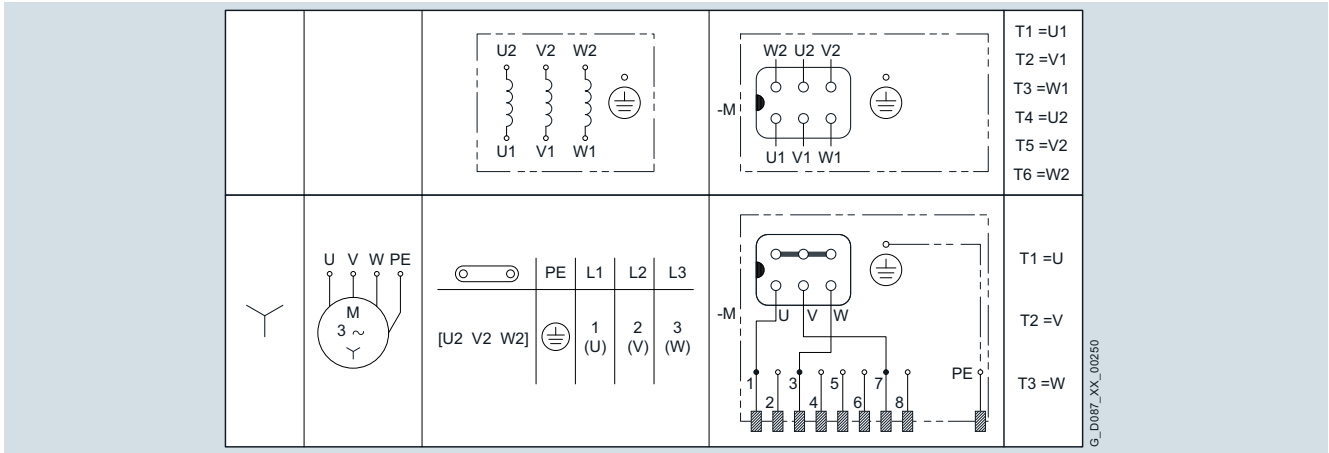 U2 V2 W2
U1 V1 W1
W2 U2 V2
-M
U1 V1 W1
T1 =U1
T2 =V1
T3 =W1
T4 =U2
T5 =V2
T6 =W2
U V W PE
M
3 ~
PE L1 L2 L3
[U2 V2 W2] 1 2 3
(U) (V) (W)
-M
U V W
1 3 5 7 PE
2 4 6 8
T1 =U
T2 =V
T3 =W
G_D087_XX_00250